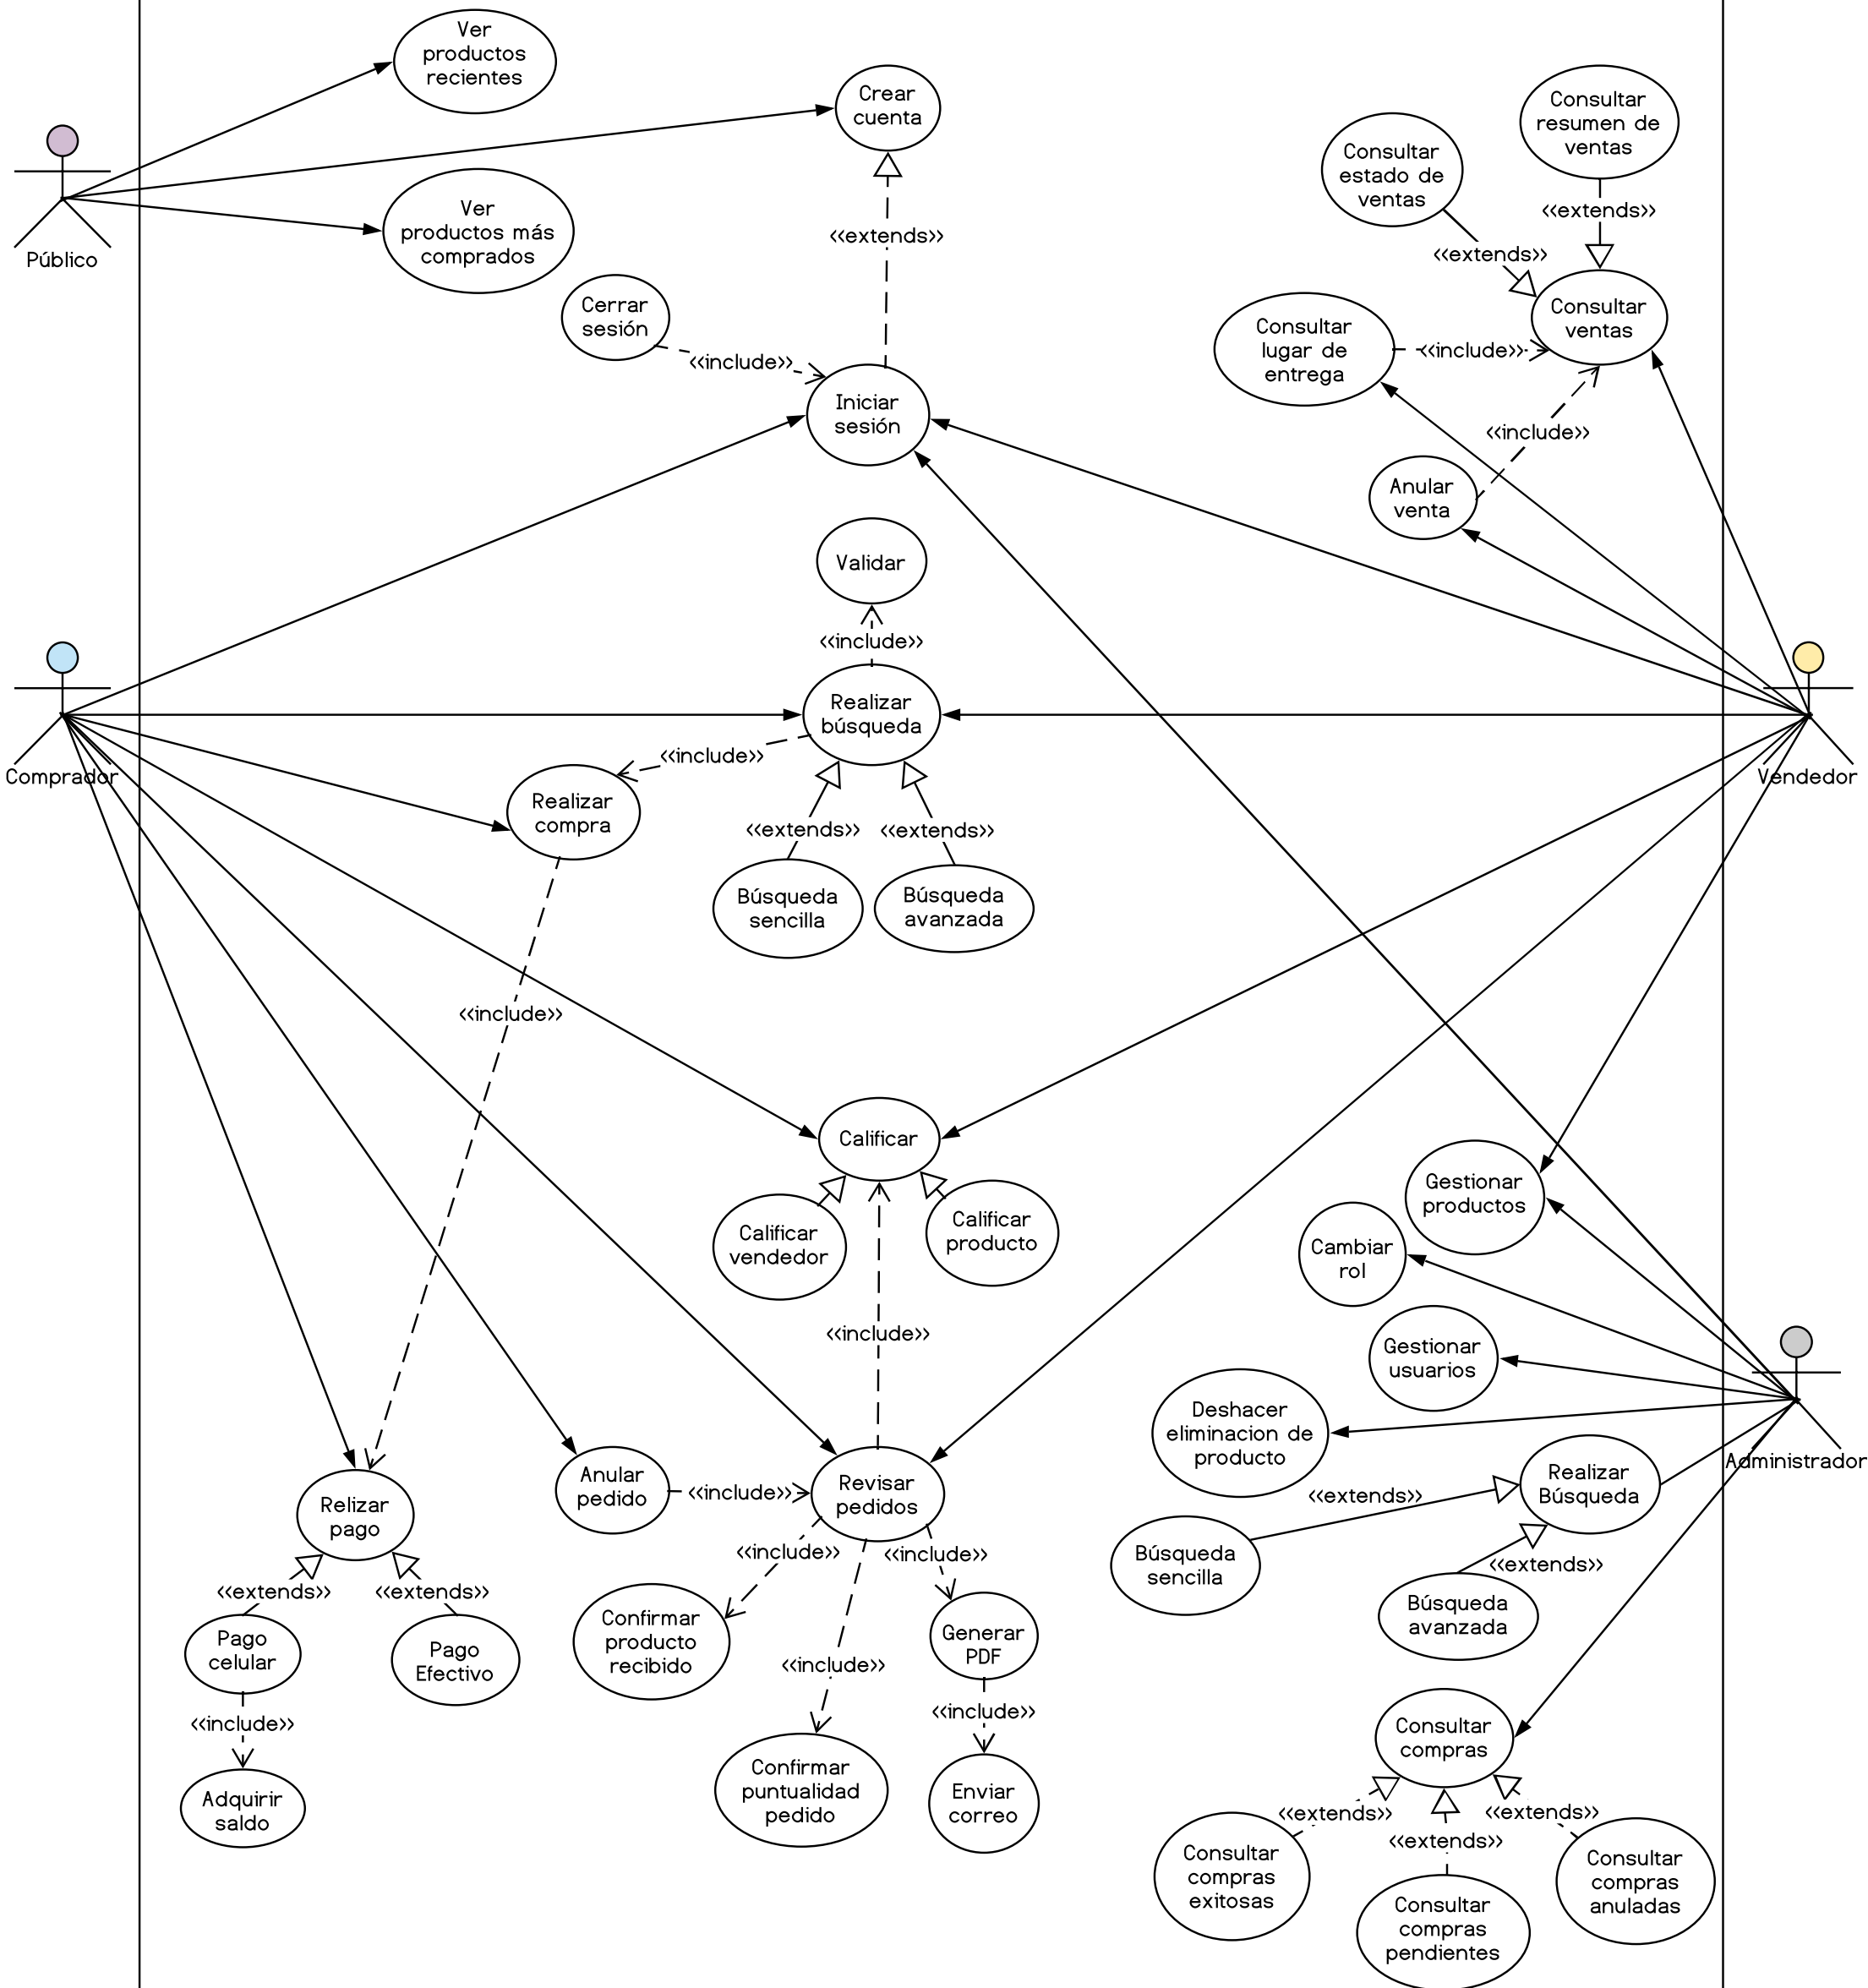 Ver
productos
recientes
Crear
cuenta
Consultar
resumen de
ventas
Consultar
estado de
ventas
Ver
productos más
comprados
Público
<<extends>>
<<extends>>
<<extends>>
Cerrar
sesión
<<include>>
Consultar
ventas
Consultar
lugar de
entrega
<<include>>
Iniciar
sesión
<<include>>
Anular
venta
Validar
<<include>>
Realizar
búsqueda
<<include>>
Comprador
Vendedor
Realizar
compra
<<extends>>
<<extends>>
Búsqueda
sencilla
Búsqueda
avanzada
<<include>>
Calificar
Calificar
vendedor
Calificar
producto
Gestionar
productos
Cambiar
rol
<<include>>
Gestionar
usuarios
Deshacer
eliminacion de
producto
Administrador
Realizar
Búsqueda
<<extends>>
Búsqueda
sencilla
<<extends>>
Búsqueda
avanzada
Relizar
pago
Anular
pedido
<<include>>
Revisar
pedidos
<<include>>
<<include>>
<<extends>>
<<extends>>
Pago
celular
Pago
Efectivo
Confirmar
producto
recibido
<<include>>
Generar
PDF
<<include>>
<<include>>
Adquirir
saldo
Confirmar
puntualidad
pedido
Enviar
correo
Consultar
compras
<<extends>>
<<extends>>
<<extends>>
Consultar
compras
exitosas
Consultar
compras
pendientes
Consultar
compras
anuladas